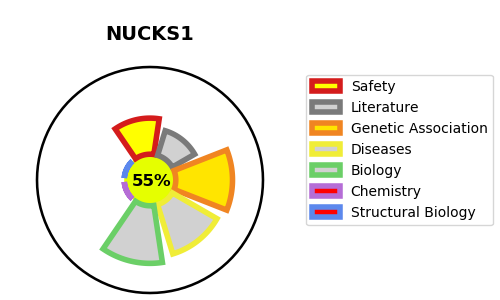 NUCKS1
55%
Safety
Literature
Genetic Association
Diseases
Biology
Chemistry
Structural Biology